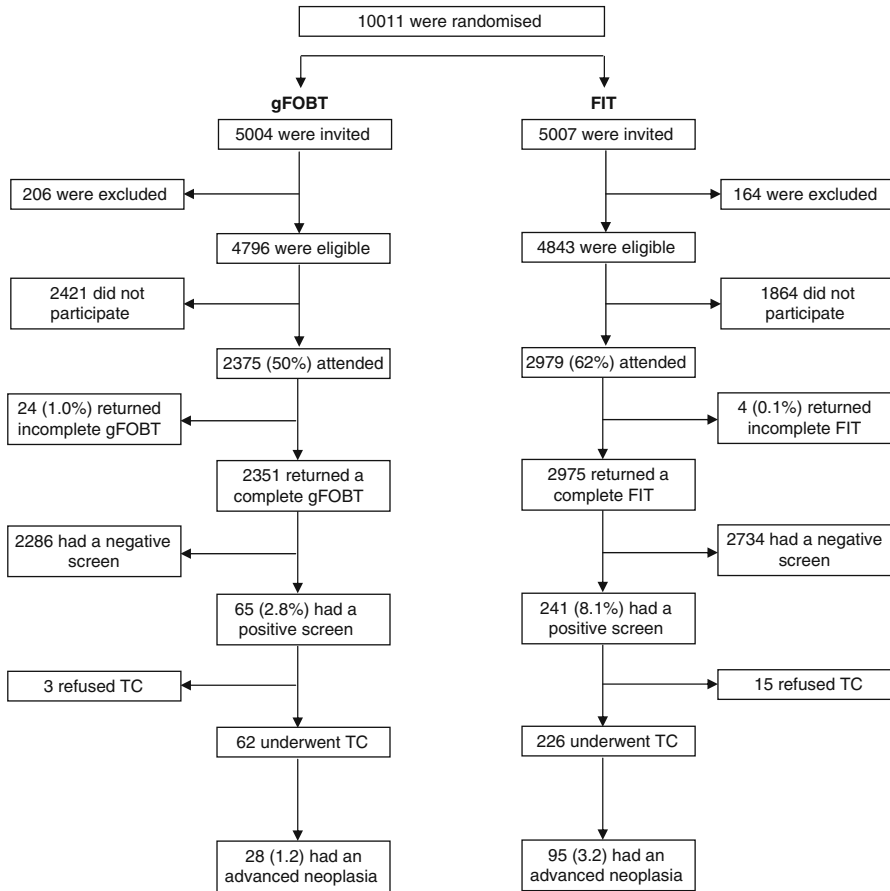 10011 were randomised
gFOBT
FIT
5004 were invited
5007 were invited
206 were excluded
164 were excluded
4796 were eligible
4843 were eligible
2421 did not
participate
1864 did not
participate
2375 (50%) attended
2979 (62%) attended
24 (1.0%) returned
incomplete gFOBT
4 (0.1%) returned
incomplete FIT
2351 returned a
complete gFOBT
2975 returned a
complete FIT
2286 had a negative
screen
2734 had a negative
screen
65 (2.8%) had a
positive screen
241 (8.1%) had a
positive screen
3 refused TC
15 refused TC
62 underwent TC
226 underwent TC
28 (1.2) had an
advanced neoplasia
95 (3.2) had an
advanced neoplasia